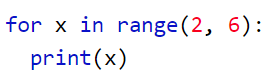 for x in range(2, 6):
  print(x)